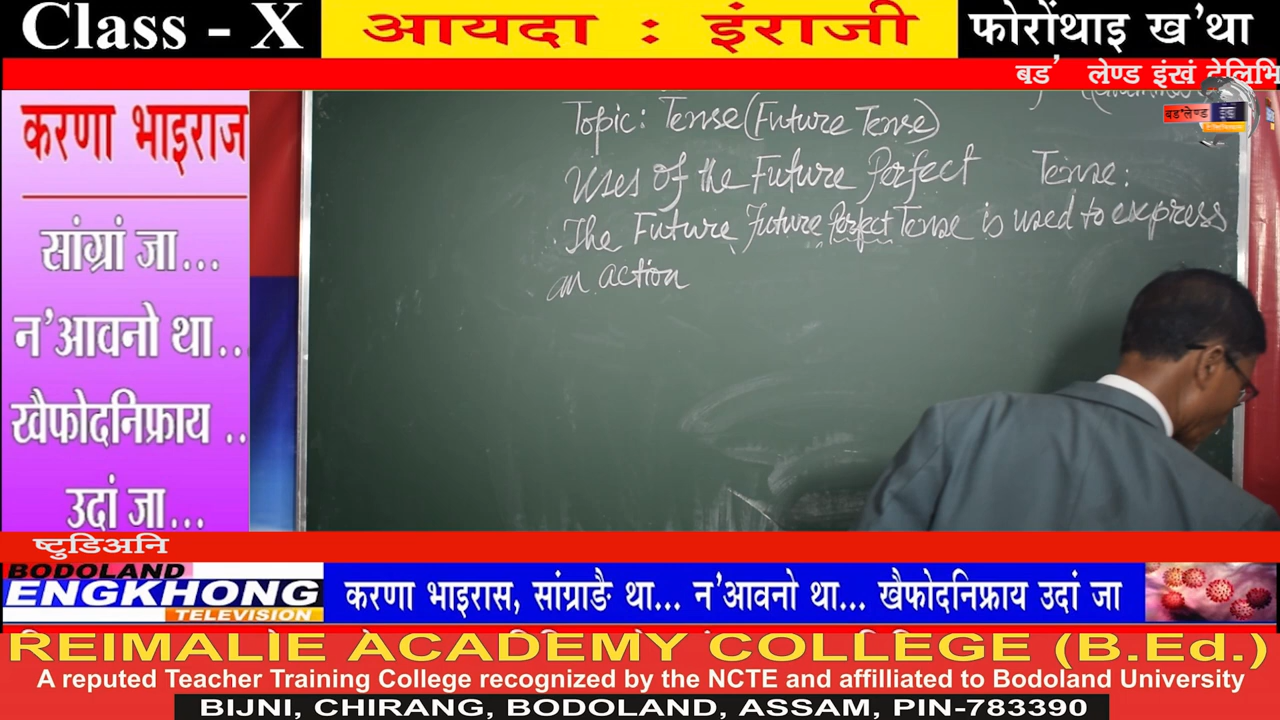 Class - X
आयदा : इंराजी
फोरोंथाइ ख'था
बड' लेण्ड इंखं टेलिभि
बड'लेण्ड
करणा भाइराज
सांग्रां जा...
न'आवनो था...
खैफोदनिफ्राय ..
उदां जा...
Topic: Tense (Future Tense)
Uses of the Future Perfect Tense:
The Future Future Perfect Tense is used to express
an action
ष्टुडिअनि
BODOLAND
ENGKHONG
TELEVISION
करणा भाइरास, सांग्राङै था... न'आवनो था... खैफोदनिफ्राय उदां जा
REIMALIE ACADEMY COLLEGE (B.Ed.)
A reputed Teacher Training College recognized by the NCTE and affilliated to Bodoland University
BIJNI, CHIRANG, BODOLAND, ASSAM, PIN-783390